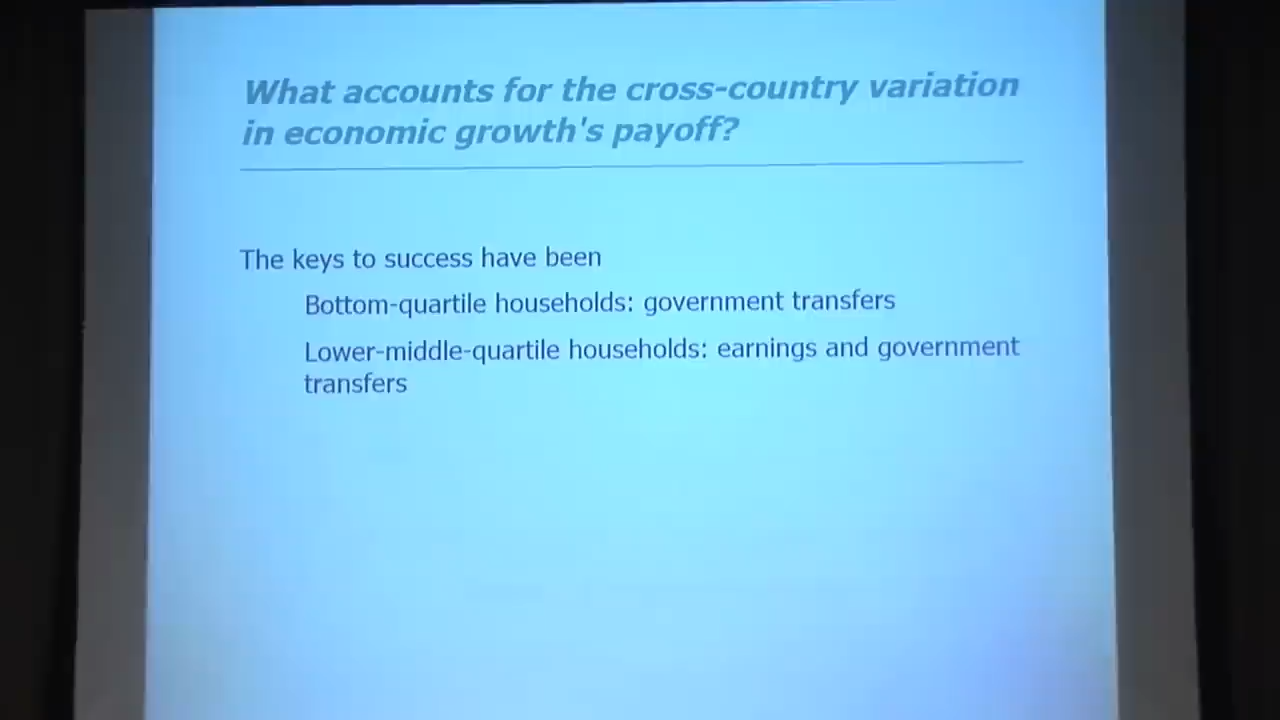 What accounts for the cross-country variation
in economic growth's payoff?
The keys to success have been
Bottom-quartile households: government transfers
Lower-middle-quartile households: earnings and government
transfers